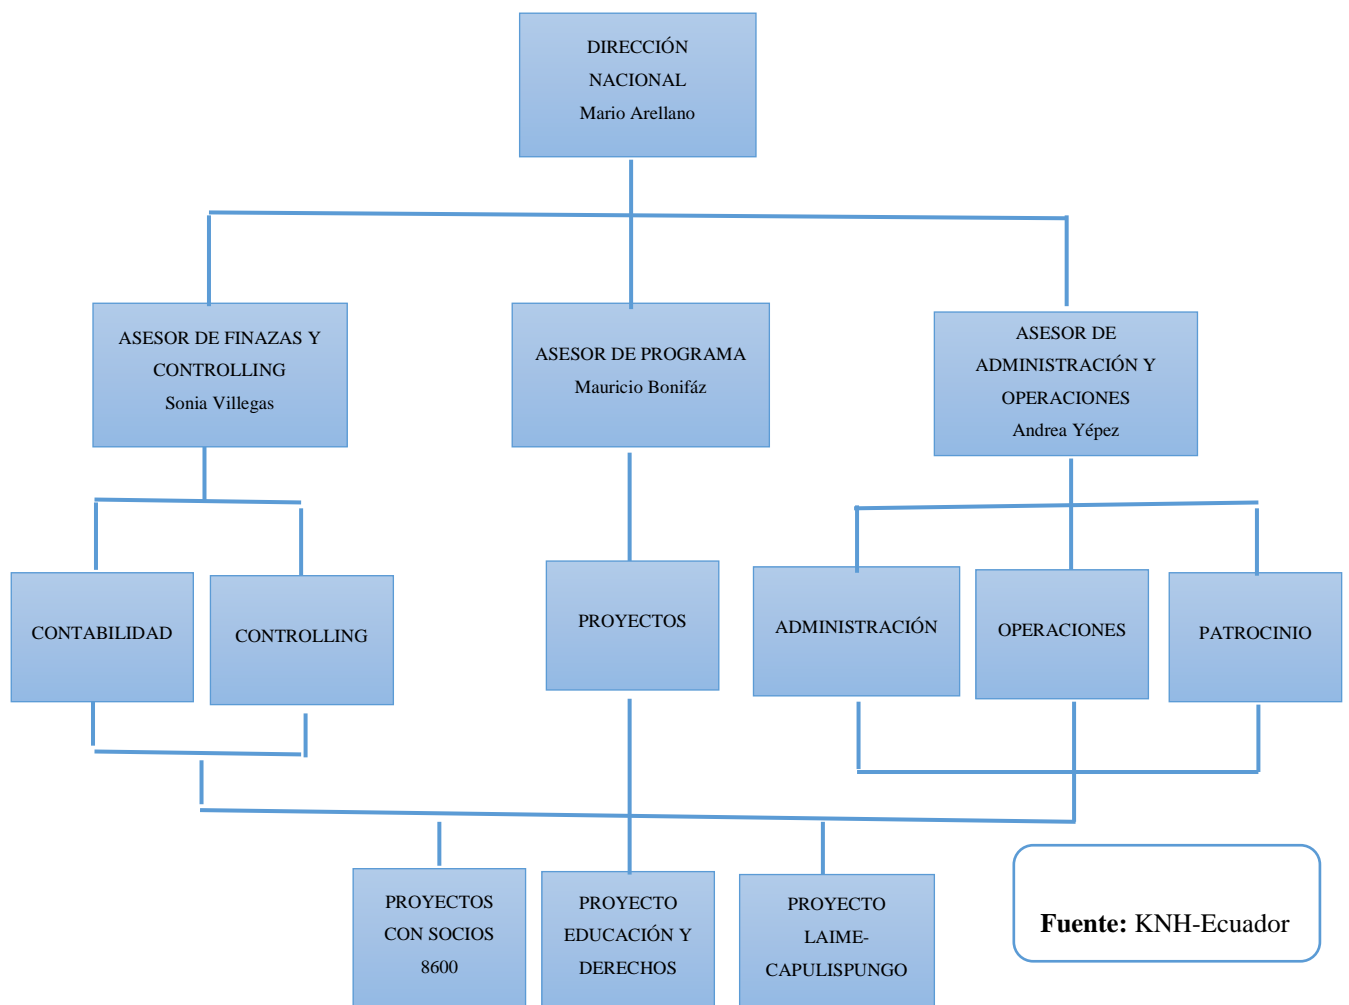 DIRECCIÓN
NACIONAL
Mario Arellano
ASESOR DE FINAZAS Y
CONTROLLING
Sonia Villegas
ASESOR DE PROGRAMA
Mauricio Bonifáz
ASESOR DE
ADMINISTRACIÓN Y
OPERACIONES
Andrea Yépez
CONTABILIDAD
CONTROLLING
PROYECTOS
ADMINISTRACIÓN
OPERACIONES
PATROCINIO
PROYECTOS
CON SOCIOS
8600
PROYECTO
EDUCACIÓN Y
DERECHOS
PROYECTO
LAIME-
CAPULISPUNGO
Fuente: KNH-Ecuador